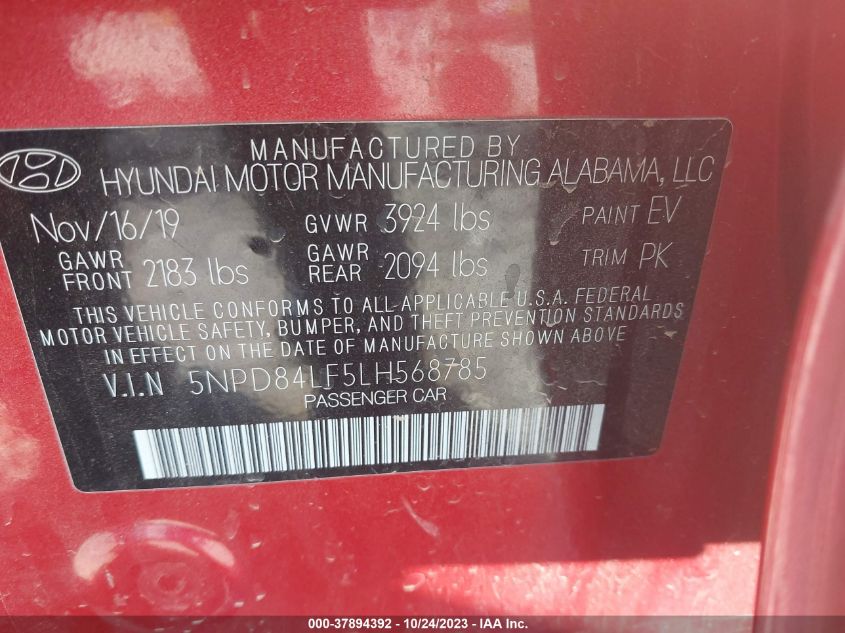 MANUFACTURED BY
HYUNDAI MOTOR MANUFACTURING ALABAMA, LLC
Nov/16/19 GVWR 3924 lbs PAINT EV
GAWR FRONT 2183 lbs GAWR REAR 2094 lbs TRIM PK
THIS VEHICLE CONFORMS TO ALL APPLICABLE U.S.A. FEDERAL
MOTOR VEHICLE SAFETY, BUMPER, AND THEFT PREVENTION STANDARDS
IN EFFECT ON THE DATE OF MANUFACTURE SHOWN ABOVE
V.I.N 5NPD84LF5LH568785
PASSENGER CAR
000-37894392 - 10/24/2023 - IAA Inc.